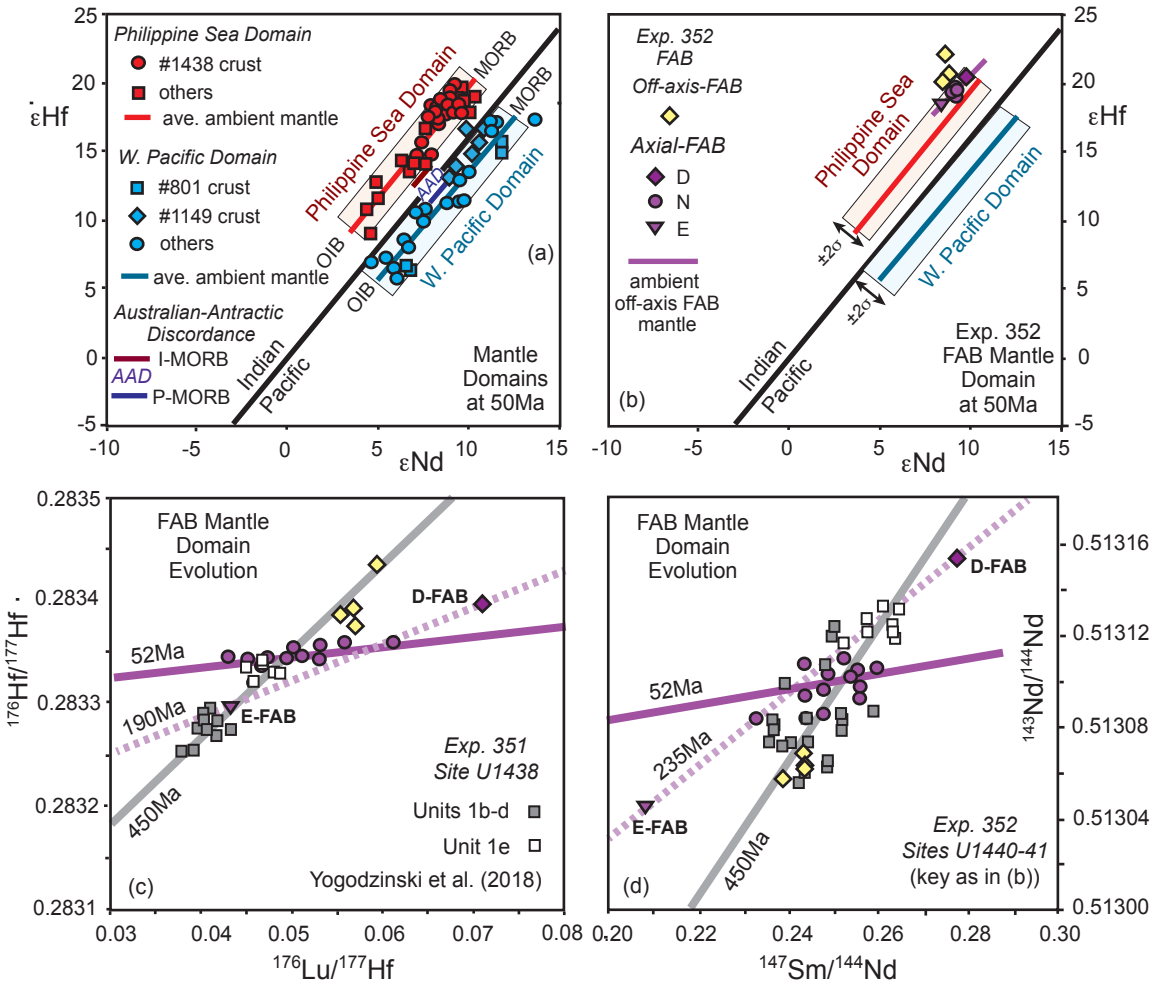 25
20
15
10
5
0
-5
εHf
-10
-5
0
5
10
15
εNd
Philippine Sea Domain
#1438 crust
others
ave. ambient mantle
W. Pacific Domain
#801 crust
#1149 crust
others
ave. ambient mantle
Australian-Antarctic
Discordance
I-MORB
AAD
P-MORB
Philippine Sea Domain
MORB
MORB
AAD
OIB
OIB
W. Pacific Domain
Indian
Pacific
(a)
Mantle
Domains
at 50Ma
Exp. 352
FAB
Off-axis-FAB
Axial-FAB
D
N
E
ambient
off-axis FAB
mantle
Philippine Sea
Domain
W. Pacific Domain
±2σ
±2σ
Indian
Pacific
(b)
Exp. 352
FAB Mantle
Domain
at 50Ma
25
20
15
10
5
0
-5
εHf
-10
-5
0
5
10
15
εNd
0.2835
0.2834
0.2833
0.2832
0.2831
176Hf/177Hf
FAB Mantle
Domain
Evolution
D-FAB
52Ma
190Ma
E-FAB
450Ma
Exp. 351
Site U1438
Units 1b-d
Unit 1e
(c)
Yogodzinski et al. (2018)
0.03
0.04
0.05
0.06
0.07
0.08
176Lu/177Hf
FAB Mantle
Domain
Evolution
D-FAB
52Ma
235Ma
E-FAB
450Ma
Exp. 352
Sites U1440-41
(key as in (b))
(d)
0.51316
0.51312
0.51308
0.51304
0.51300
143Nd/144Nd
0.20
0.22
0.24
0.26
0.28
0.30
147Sm/144Nd